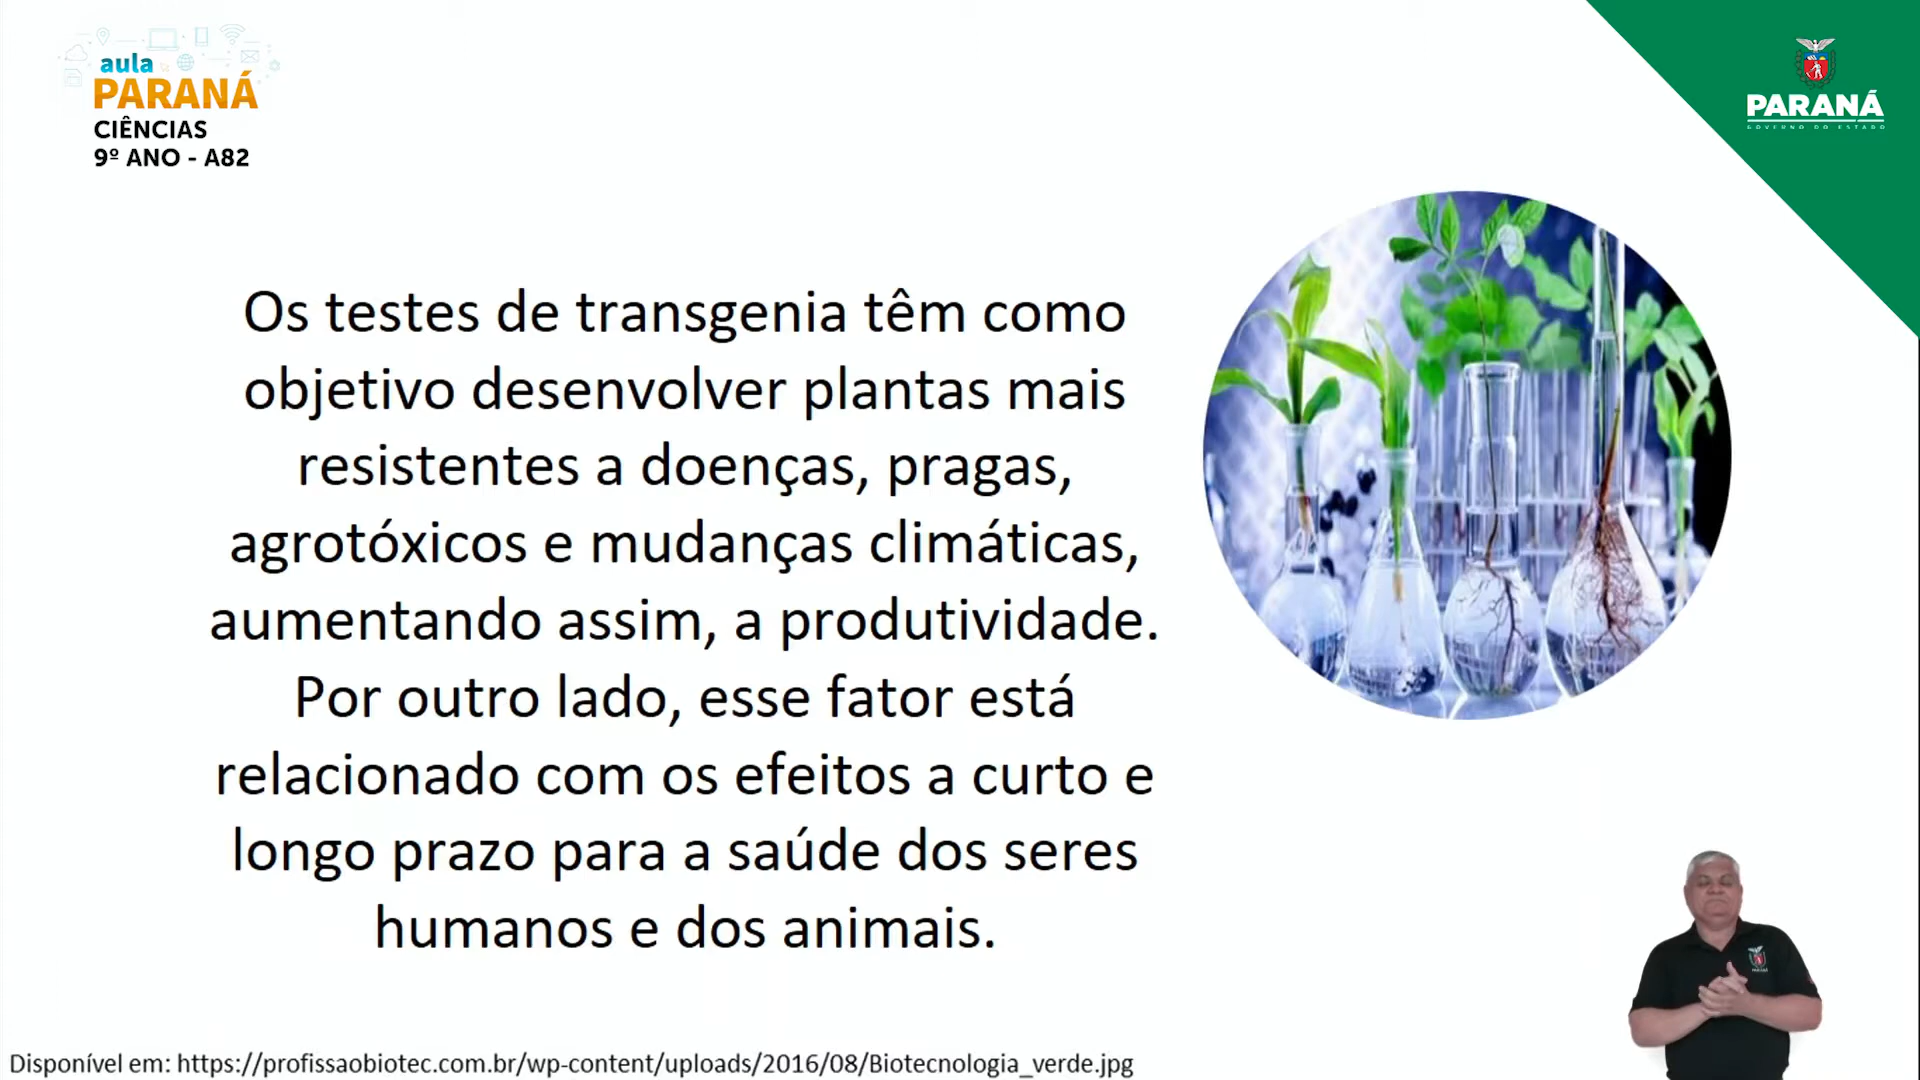 aula
PARANÁ
CIÊNCIAS
9º ANO - A82
PARANÁ
GOVERNO DO ESTADO
Os testes de transgenia têm como
objetivo desenvolver plantas mais
resistentes a doenças, pragas,
agrotóxicos e mudanças climáticas,
aumentando assim, a produtividade.
Por outro lado, esse fator está
relacionado com os efeitos a curto e
longo prazo para a saúde dos seres
humanos e dos animais.
Disponível em: https://profissaobiotec.com.br/wp-content/uploads/2016/08/Biotecnologia_verde.jpg